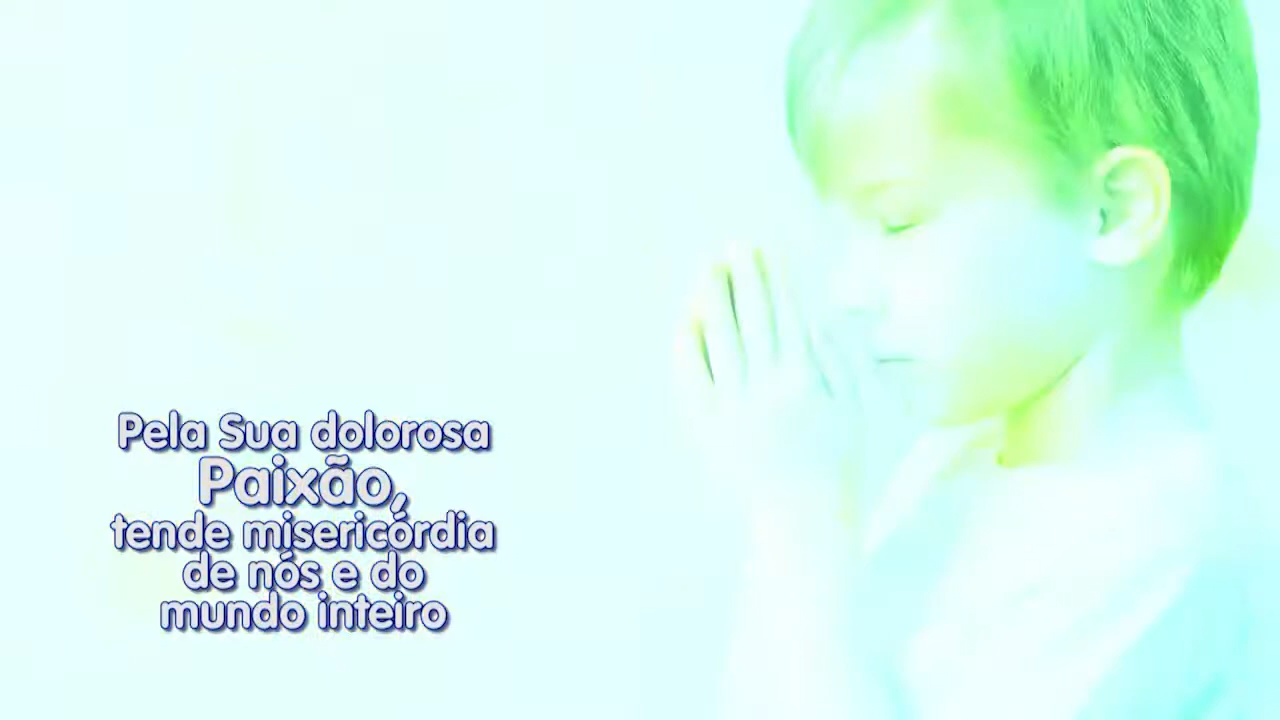 Pela Sua dolorosa
Paixão,
tende misericórdia
de nós e do
mundo inteiro